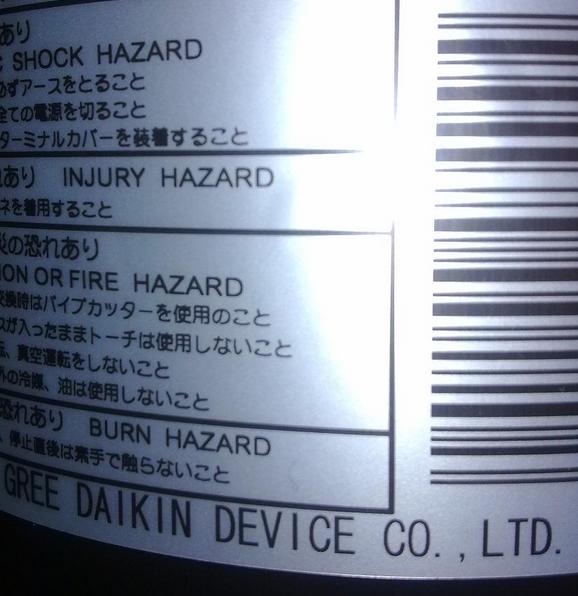 あり
SHOCK HAZARD
ずアースをとること
全ての電源を切ること
ターミナルカバーを装着すること
あり INJURY HAZARD
ネを着用すること
災の恐れあり
ION OR FIRE HAZARD
交換時はパイプカッターを使用のこと
スが入ったままトーチは使用しないこと
転、真空運転をしないこと
外の冷媒、油は使用しないこと
恐れあり BURN HAZARD
、停止直後は素手で触らないこと
GREE DAIKIN DEVICE CO.,LTD.